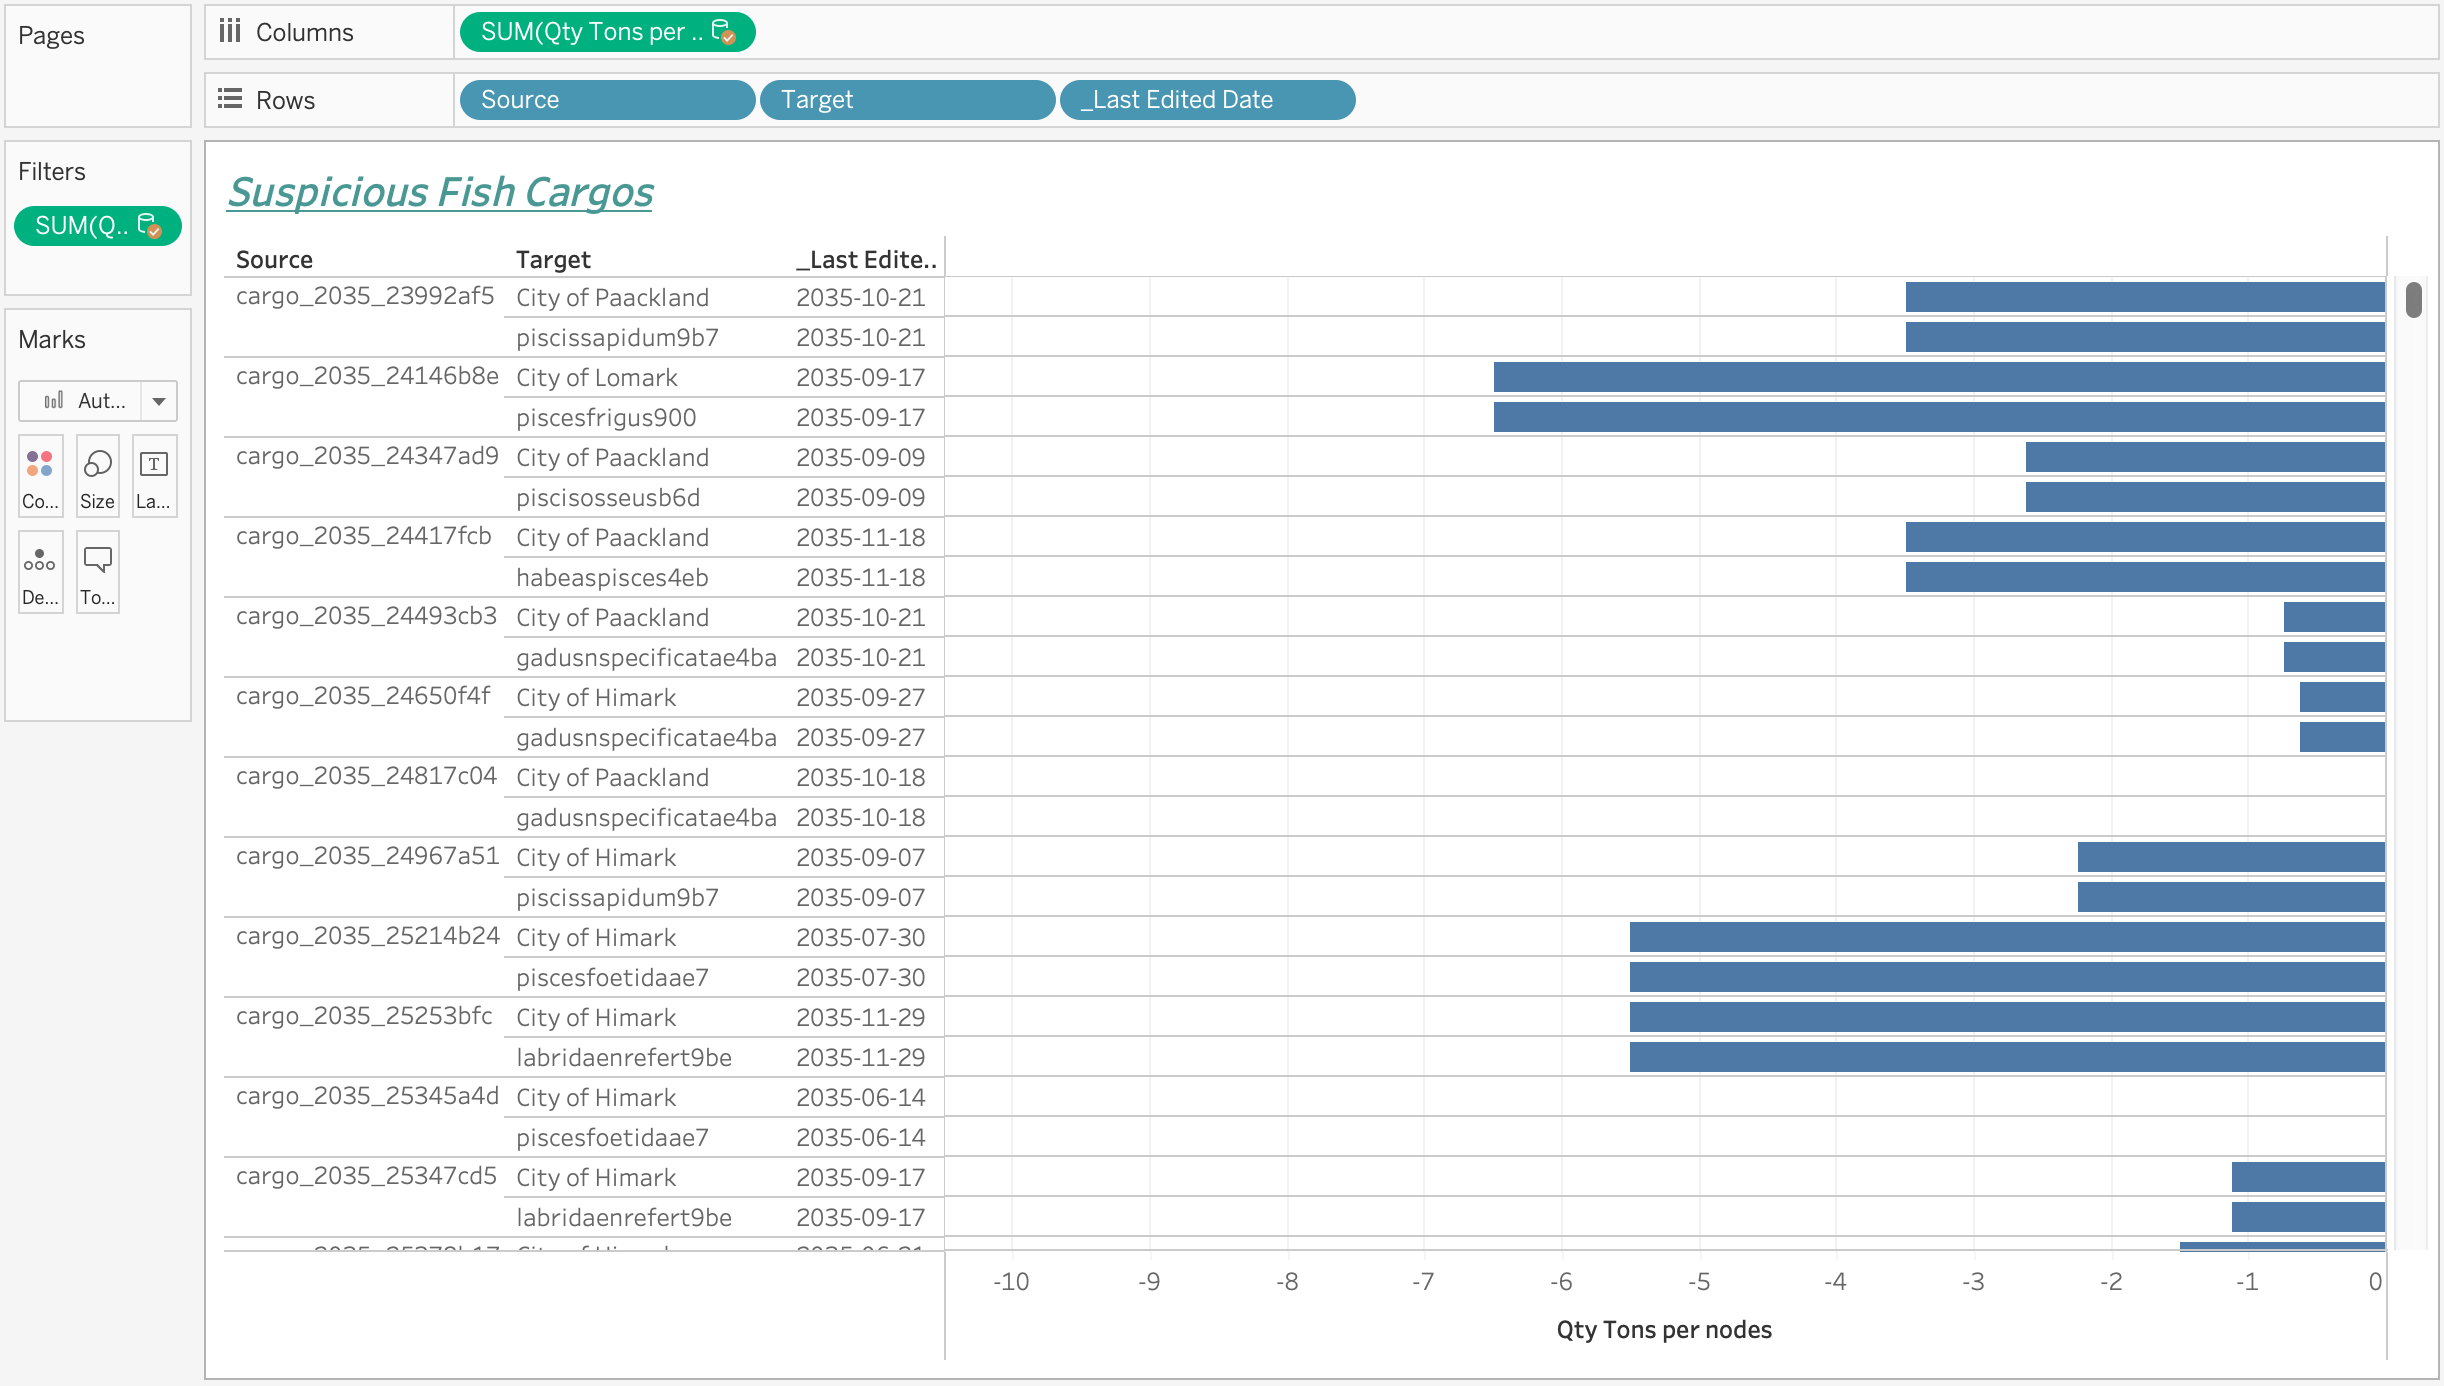 Pages
Columns
SUM(Qty Tons per ..
Rows
Source
Target
_Last Edited Date
Filters
SUM(Q..
Marks
Aut...
Co...
Size
T
La...
De...
To...
Suspicious Fish Cargos
Source Target _Last Edite..
cargo_2035_23992af5 City of Paackland 2035-10-21
piscissapidum9b7 2035-10-21
cargo_2035_24146b8e City of Lomark 2035-09-17
piscesfrigus900 2035-09-17
cargo_2035_24347ad9 City of Paackland 2035-09-09
piscisosseusb6d 2035-09-09
cargo_2035_24417fcb City of Paackland 2035-11-18
habeaspisces4eb 2035-11-18
cargo_2035_24493cb3 City of Paackland 2035-10-21
gadusnspecificatae4ba 2035-10-21
cargo_2035_24650f4f City of Himark 2035-09-27
gadusnspecificatae4ba 2035-09-27
cargo_2035_24817c04 City of Paackland 2035-10-18
gadusnspecificatae4ba 2035-10-18
cargo_2035_24967a51 City of Himark 2035-09-07
piscissapidum9b7 2035-09-07
cargo_2035_25214b24 City of Himark 2035-07-30
piscesfoetidaae7 2035-07-30
cargo_2035_25253bfc City of Himark 2035-11-29
labridaenrefert9be 2035-11-29
cargo_2035_25345a4d City of Himark 2035-06-14
piscesfoetidaae7 2035-06-14
cargo_2035_25347cd5 City of Himark 2035-09-17
labridaenrefert9be 2035-09-17
-10 -9 -8 -7 -6 -5 -4 -3 -2 -1 0
Qty Tons per nodes